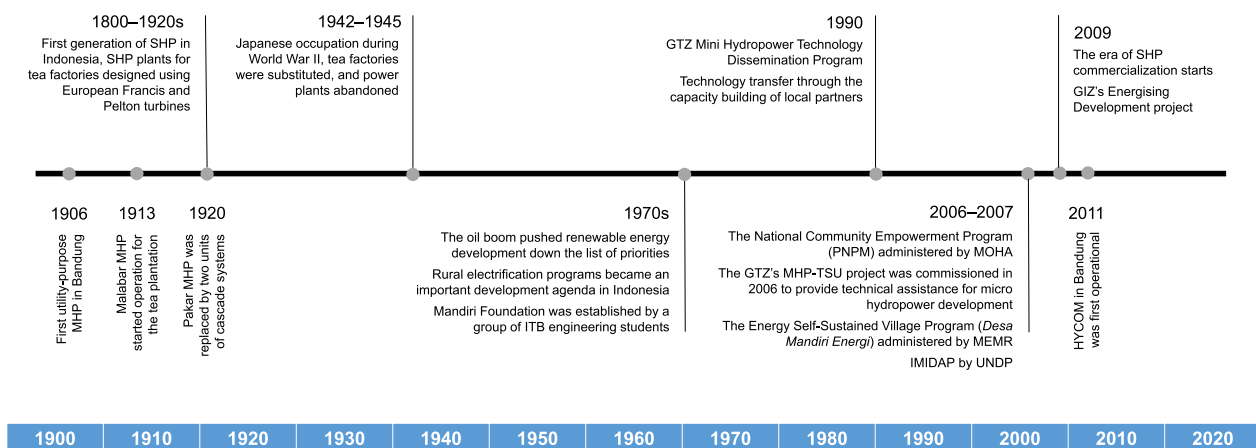 1800–1920s
First generation of SHP in
Indonesia, SHP plants for
tea factories designed using
European Francis and
Pelton turbines
1942–1945
Japanese occupation during
World War II, tea factories
were substituted, and power
plants abandoned
1990
GTZ Mini Hydropower Technology
Dissemination Program
Technology transfer through the
capacity building of local partners
2009
The era of SHP
commercialization starts
GIZ's Energising
Development project
1906
First utility-purpose
MHP in Bandung
1913
Malabar MHP
started operation for
the tea plantation
1920
Pakar MHP was
replaced by two units
of cascade systems
1970s
The oil boom pushed renewable energy
development down the list of priorities
Rural electrification programs became an
important development agenda in Indonesia
Mandiri Foundation was established by a
group of ITB engineering students
2006–2007
The National Community Empowerment Program
(PNPM) administered by MOHA
The GTZ's MHP-TSU project was commissioned in
2006 to provide technical assistance for micro
hydropower development
The Energy Self-Sustained Village Program (Desa
Mandiri Energi) administered by MEMR
IMIDAP by UNDP
2011
HYCOM in Bandung
was first operational
1900 1910 1920 1930 1940 1950 1960 1970 1980 1990 2000 2010 2020